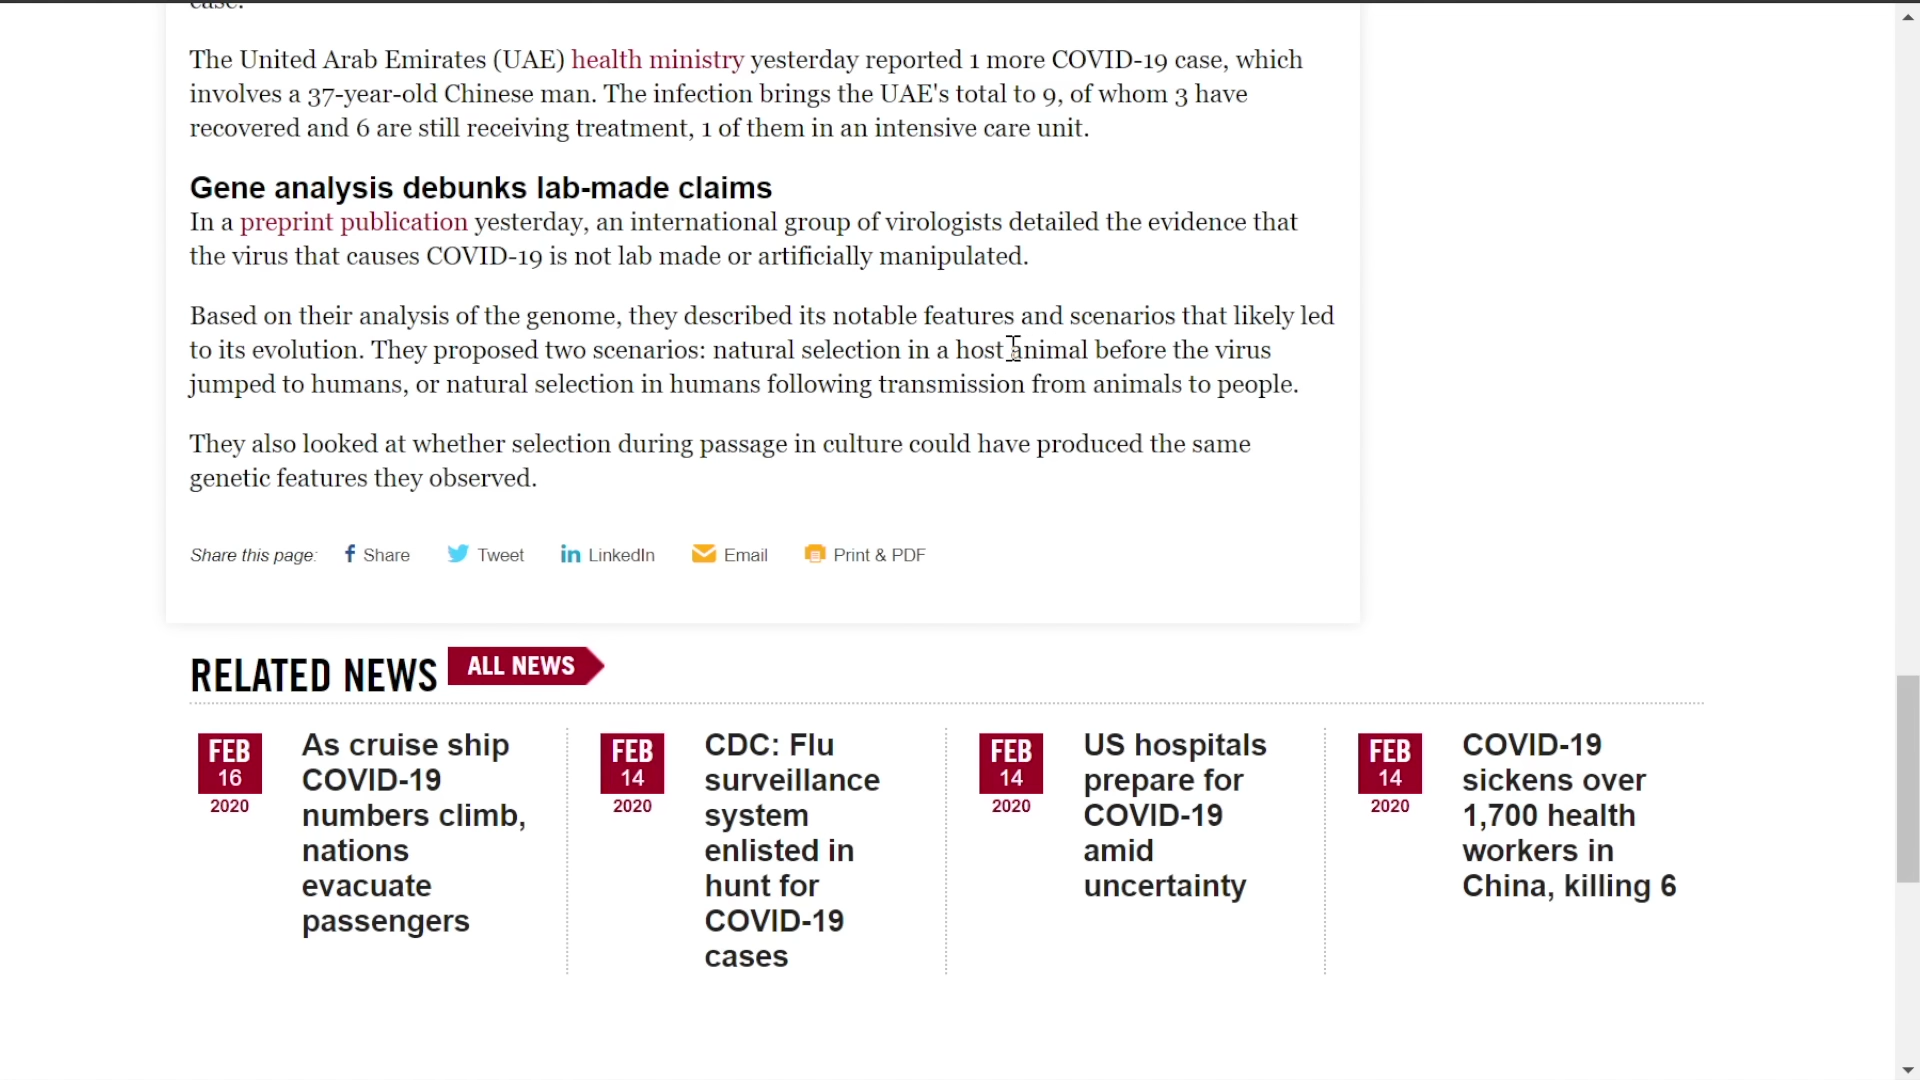 case.
The United Arab Emirates (UAE) health ministry yesterday reported 1 more COVID-19 case, which
involves a 37-year-old Chinese man. The infection brings the UAE's total to 9, of whom 3 have
recovered and 6 are still receiving treatment, 1 of them in an intensive care unit.
Gene analysis debunks lab-made claims
In a preprint publication yesterday, an international group of virologists detailed the evidence that
the virus that causes COVID-19 is not lab made or artificially manipulated.
Based on their analysis of the genome, they described its notable features and scenarios that likely led
to its evolution. They proposed two scenarios: natural selection in a host animal before the virus
jumped to humans, or natural selection in humans following transmission from animals to people.
They also looked at whether selection during passage in culture could have produced the same
genetic features they observed.
Share this page: Share Tweet LinkedIn Email Print & PDF
RELATED NEWS ALL NEWS
FEB
16
2020
As cruise ship
COVID-19
numbers climb,
nations
evacuate
passengers
FEB
14
2020
CDC: Flu
surveillance
system
enlisted in
hunt for
COVID-19
cases
FEB
14
2020
US hospitals
prepare for
COVID-19
amid
uncertainty
FEB
14
2020
COVID-19
sickens over
1,700 health
workers in
China, killing 6